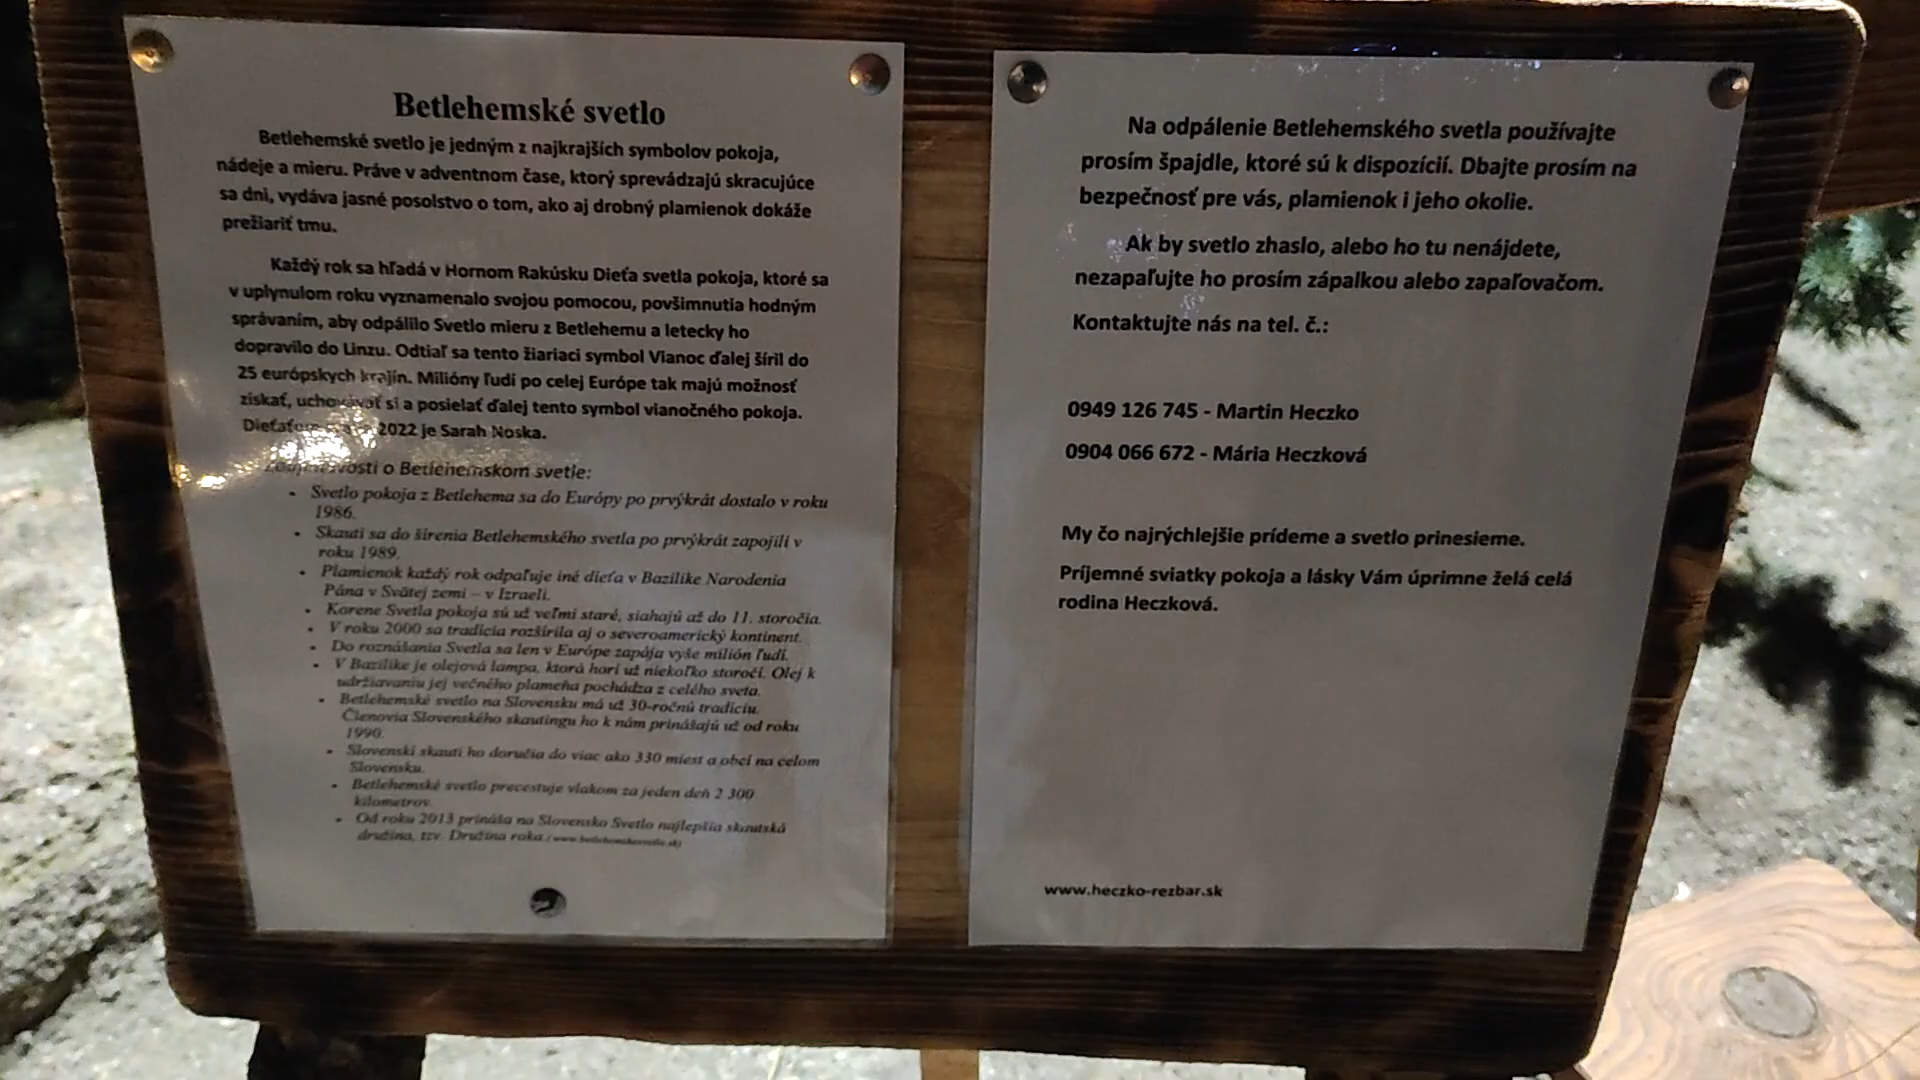 Betlehemské svetlo
Betlehemské svetlo je jedným z najkrajších symbolov pokoja,
nádeje a mieru. Práve v adventnom čase, ktorý sprevádzajú skracujúce
sa dni, vydáva jasné posolstvo o tom, ako aj drobný plamienok dokáže
prežiariť tmu.
Každý rok sa hľadá v Hornom Rakúsku Dieťa svetla pokoja, ktoré sa
v uplynulom roku vyznamenalo svojou pomocou, povšimnutia hodným
správaním, aby odpálilo Svetlo mieru z Betlehemu a letecky ho
dopravilo do Linzu. Odtiaľ sa tento žiariaci symbol Vianoc ďalej šíril do
25 európskych krajín. Milióny ľudí po celej Európe tak majú možnosť
získať, uchovávať si a posielať ďalej tento symbol vianočného pokoja.
2022 je Sarah Noska.
o Betlehemskom svetle:
• Svetlo pokoja z Betlehema sa do Európy po prvýkrát dostalo v roku
1986.
• Skauti sa do šírenia Betlehemského svetla po prvýkrát zapojili v
roku 1989.
• Plamienok každý rok odpaľuje iné dieťa v Bazilike Narodenia
Pána v Svätej zemi – v Izraeli.
• Korene Svetla pokoja sú už veľmi staré, siahajú až do 11. storočia.
• V roku 2000 sa tradícia rozšírila aj o severoamerický kontinent.
• Do roznášania Svetla sa len v Európe zapája vyše milión ľudí.
• V Bazilike je olejová lampa, ktorá horí už niekoľko storočí. Olej k
udržiavaniu jej večného plameňa pochádza z celého sveta.
• Betlehemské svetlo na Slovensku má už 30-ročnú tradíciu.
Členovia Slovenského skautingu ho k nám prinášajú už od roku
1990.
• Slovenskí skauti ho doručia do viac ako 330 miest a obcí na celom
Slovensku.
• Betlehemské svetlo precestuje vlakom za jeden deň 2 300
kilometrov.
• Od roku 2013 prináša na Slovensko Svetlo najlepšia skautská
družina, tzv. Družina roka.
Na odpálenie Betlehemského svetla používajte
prosím špajdle, ktoré sú k dispozícií. Dbajte prosím na
bezpečnosť pre vás, plamienok i jeho okolie.
Ak by svetlo zhaslo, alebo ho tu nenájdete,
nezapaľujte ho prosím zápalkou alebo zapaľovačom.
Kontaktujte nás na tel. č.:
0949 126 745 - Martin Heczko
0904 066 672 - Mária Heczková
My čo najrýchlejšie prídeme a svetlo prinesieme.
Príjemné sviatky pokoja a lásky Vám úprimne želá celá
rodina Heczková.
www.heczko-rezbar.sk